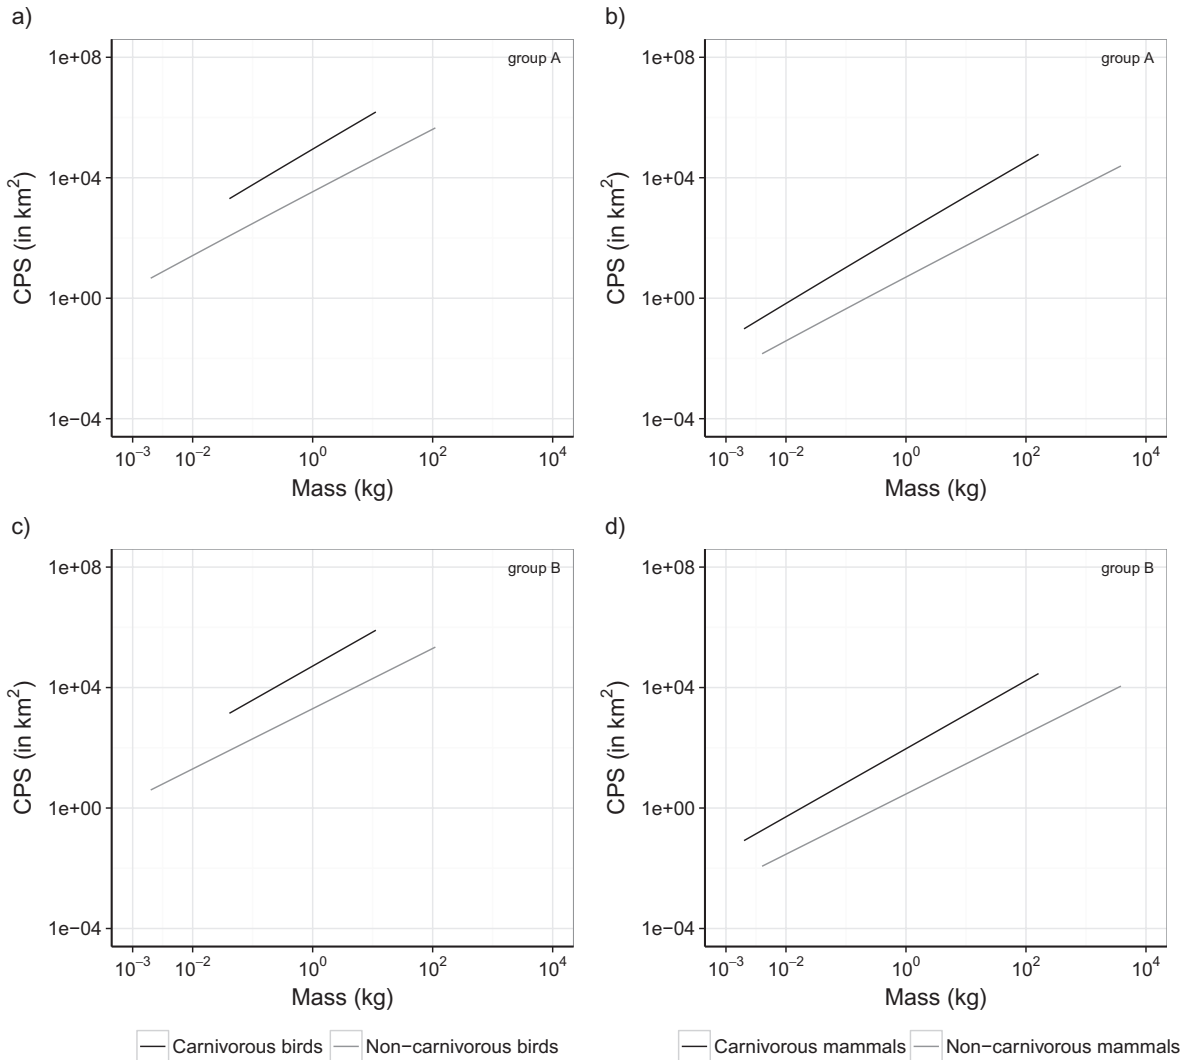 a)
group A
1e+08
1e+04
1e+00
1e−04
CPS (in km²)
10⁻³ 10⁻² 10⁰ 10² 10⁴
Mass (kg)
b)
group A
1e+08
1e+04
1e+00
1e−04
CPS (in km²)
10⁻³ 10⁻² 10⁰ 10² 10⁴
Mass (kg)
c)
group B
1e+08
1e+04
1e+00
1e−04
CPS (in km²)
10⁻³ 10⁻² 10⁰ 10² 10⁴
Mass (kg)
d)
group B
1e+08
1e+04
1e+00
1e−04
CPS (in km²)
10⁻³ 10⁻² 10⁰ 10² 10⁴
Mass (kg)
Carnivorous birds Non−carnivorous birds
Carnivorous mammals Non−carnivorous mammals